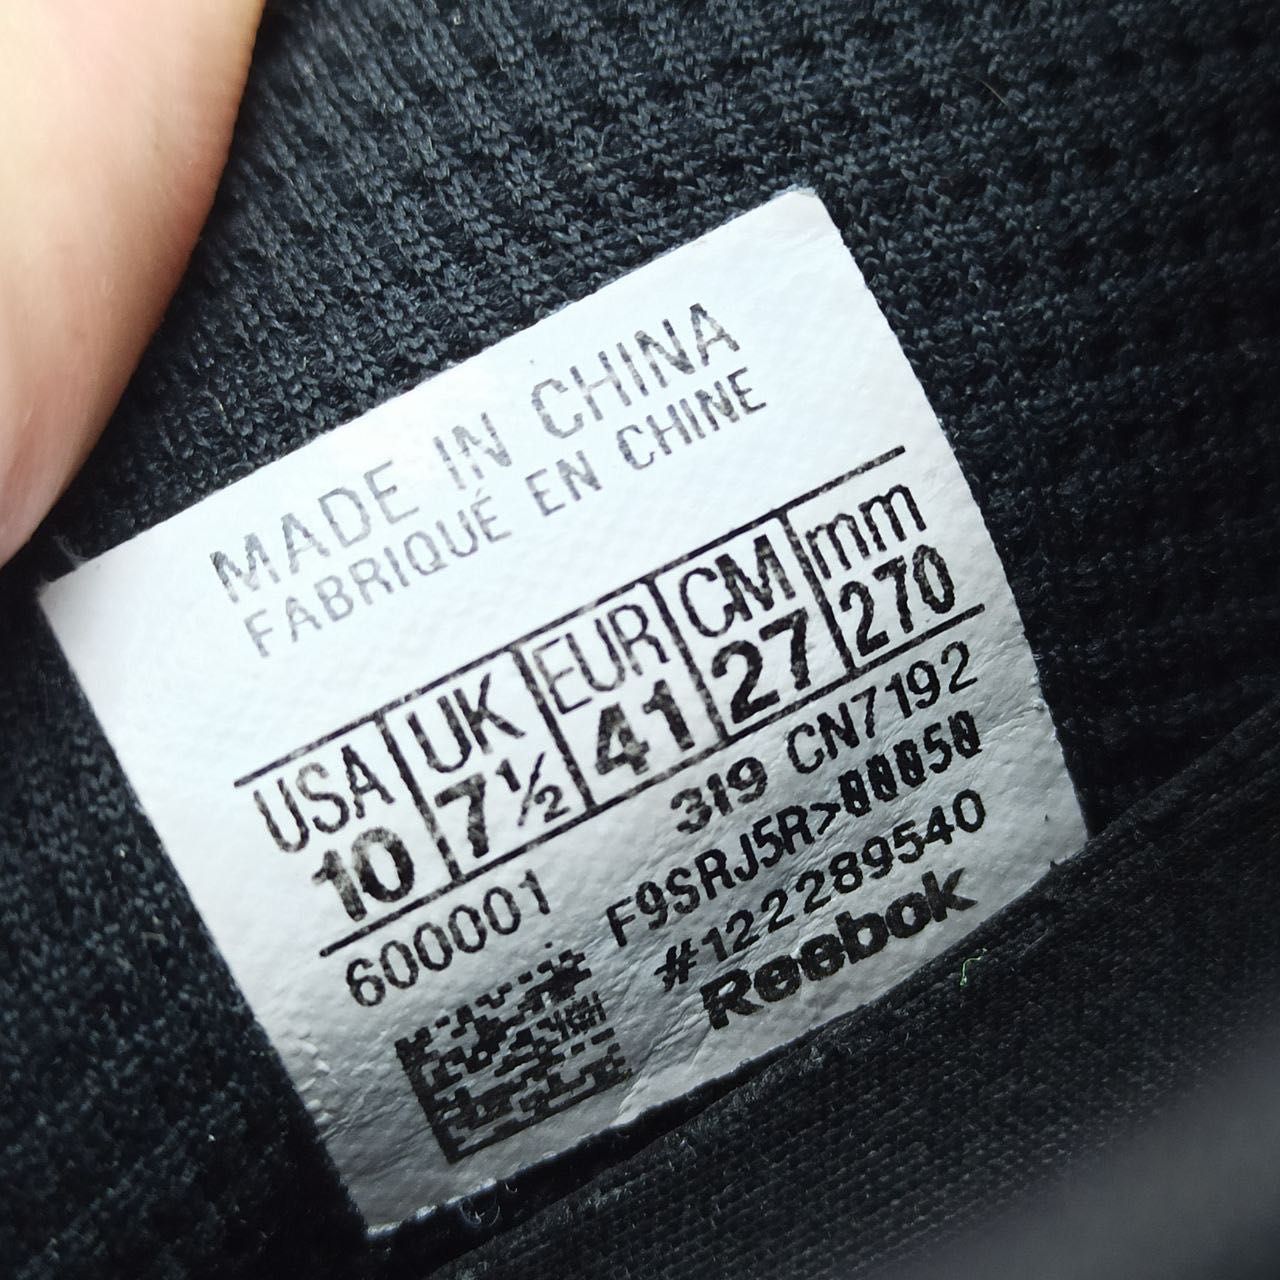 MADE IN CHINA
FABRIQUÉ EN CHINE
USA UK EUR CM mm
10 7½ 41 27 270
600001 319 CN7192
F9SRJ5R>00050
#122289540
Reebok